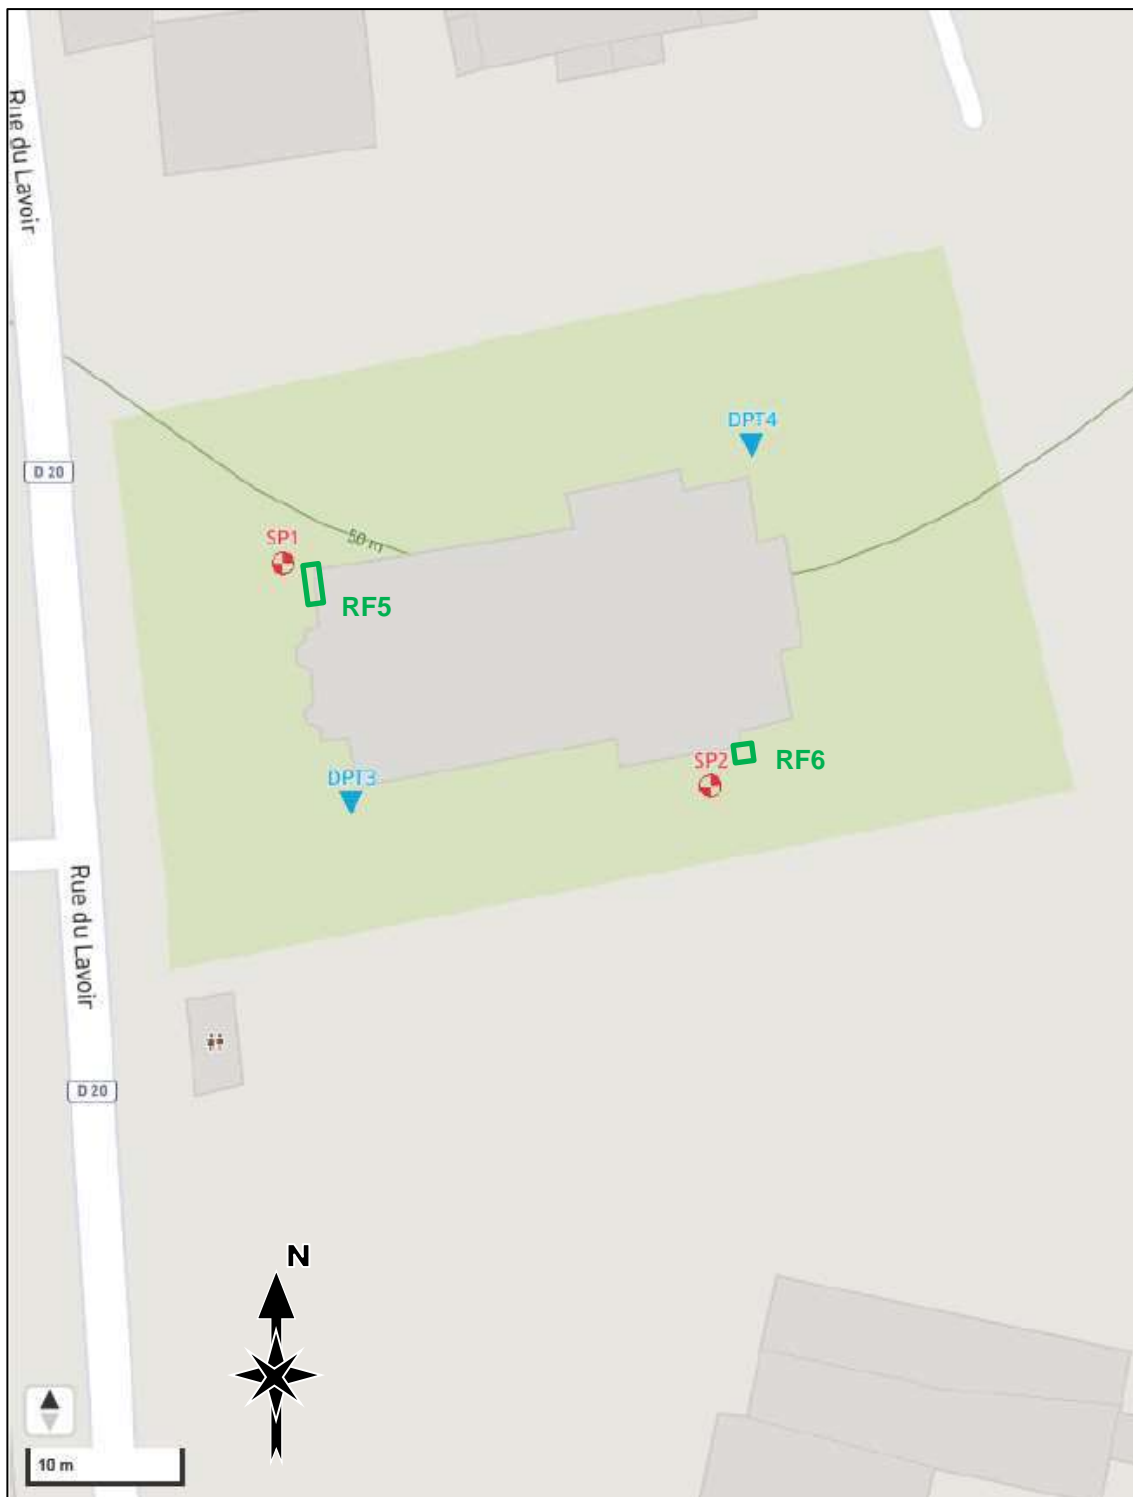 Rue du Lavoir
DPT4
D 20
SP1
50 m
RF5
SP2
RF6
DPT3
Rue du Lavoir
D 20
N
10 m